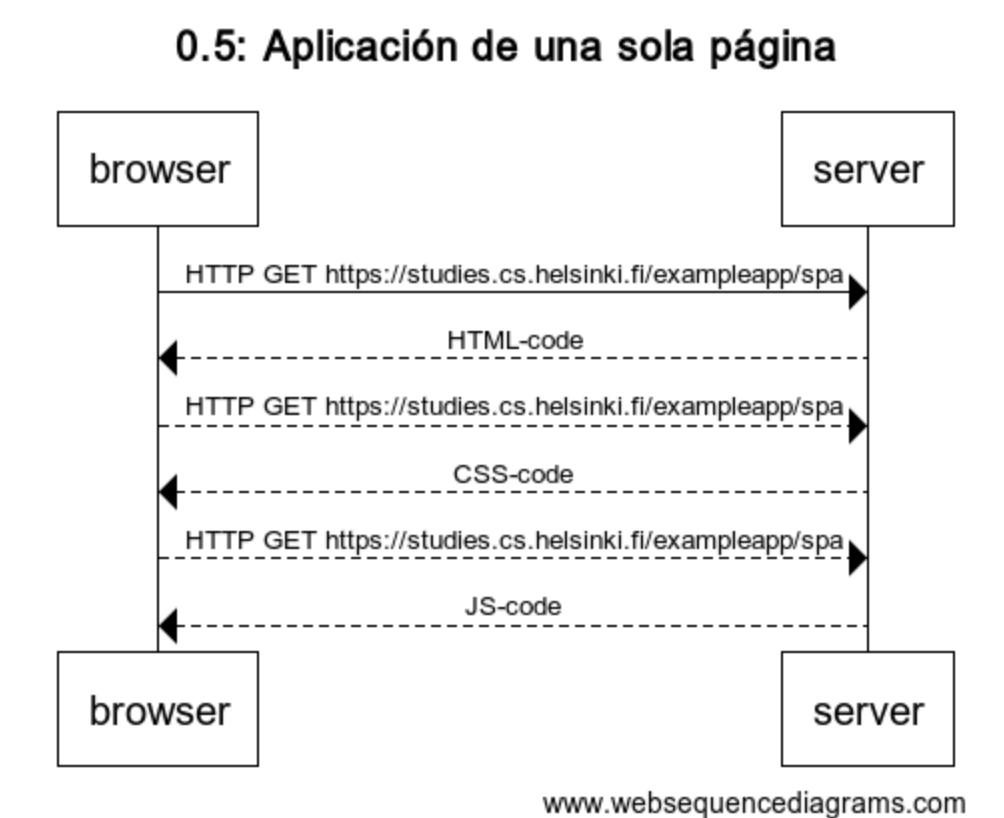 0.5: Aplicación de una sola página
browser
server
HTTP GET https://studies.cs.helsinki.fi/exampleapp/spa
HTML-code
HTTP GET https://studies.cs.helsinki.fi/exampleapp/spa
CSS-code
HTTP GET https://studies.cs.helsinki.fi/exampleapp/spa
JS-code
browser
server
www.websequencediagrams.com